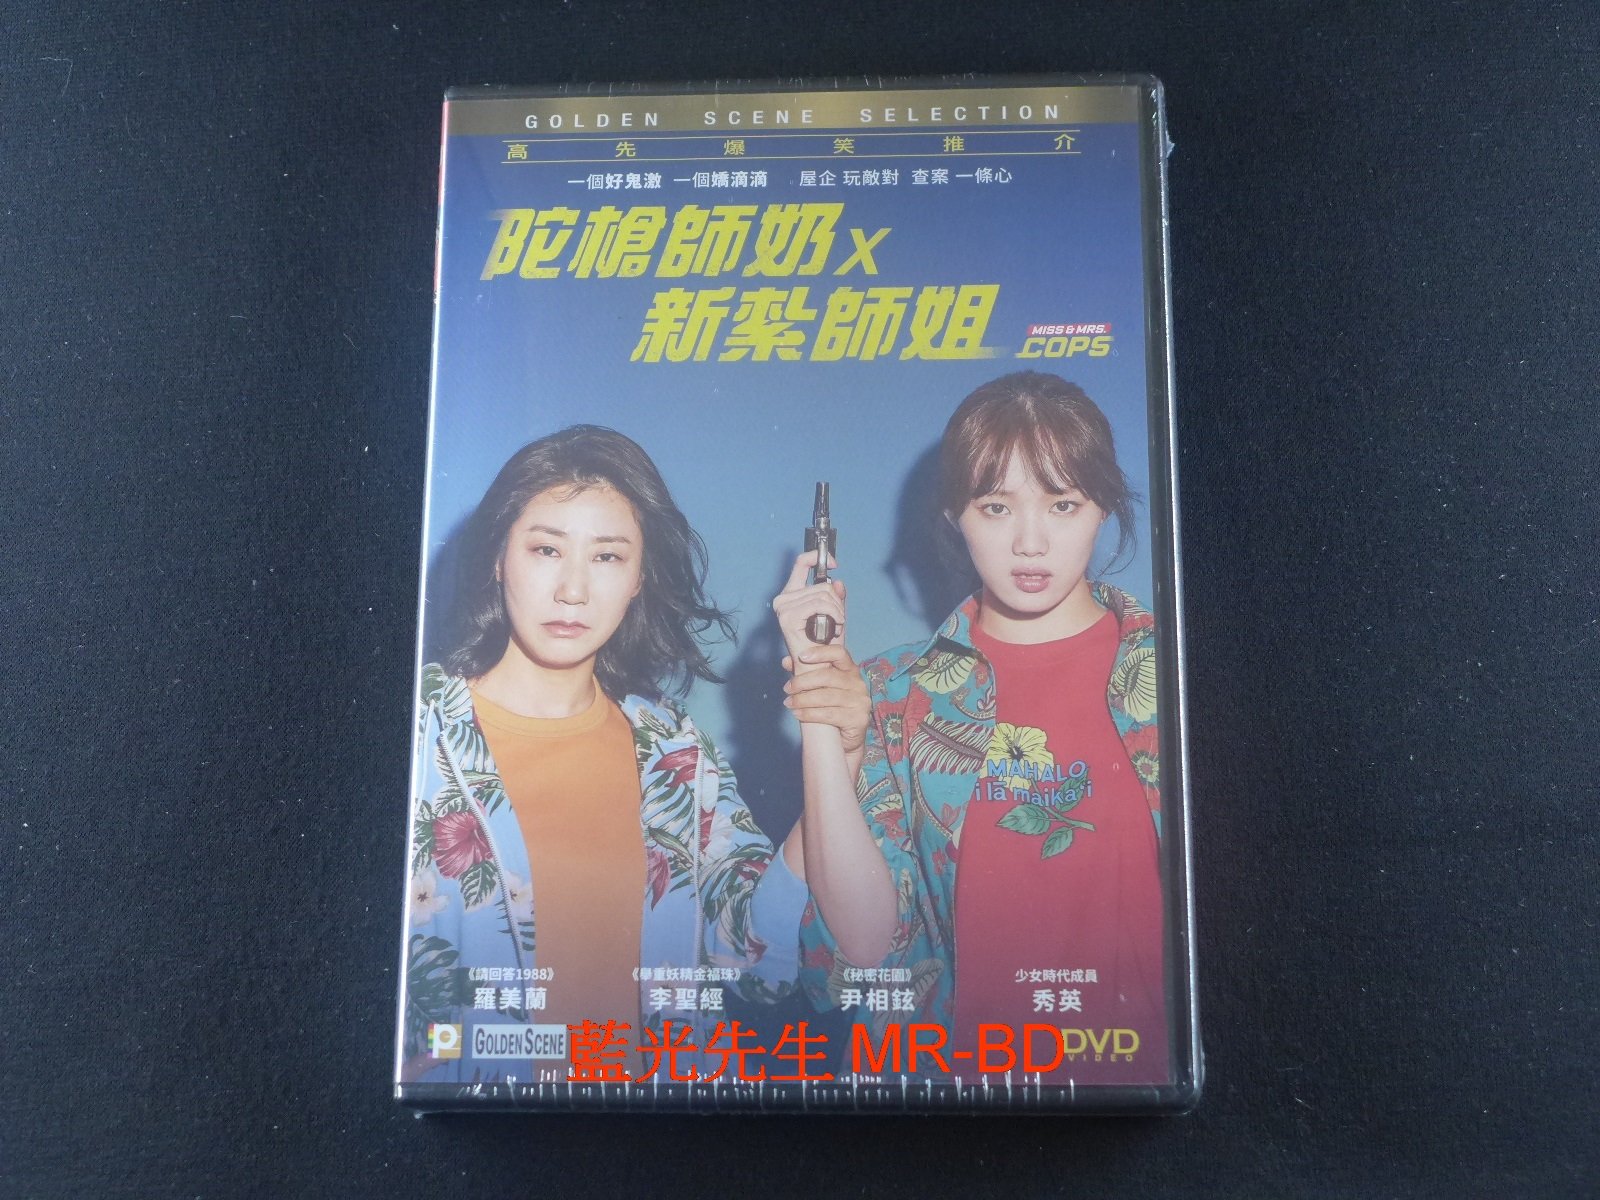 GOLDEN SCENE SELECTION
高先爆笑推介
一個好鬼激 一個嬌滴滴 屋企 玩敵對 查案 一條心
陀槍師奶X
新紮師姐
MISS & MRS.
COPS
MAHALO
i lā maika'i
《請回答1988》 《舉重妖精金福珠》 《秘密花園》 少女時代成員
羅美蘭 李聖經 尹相鉉 秀英
P GOLDEN SCENE DVD
VIDEO
藍光先生 MR-BD